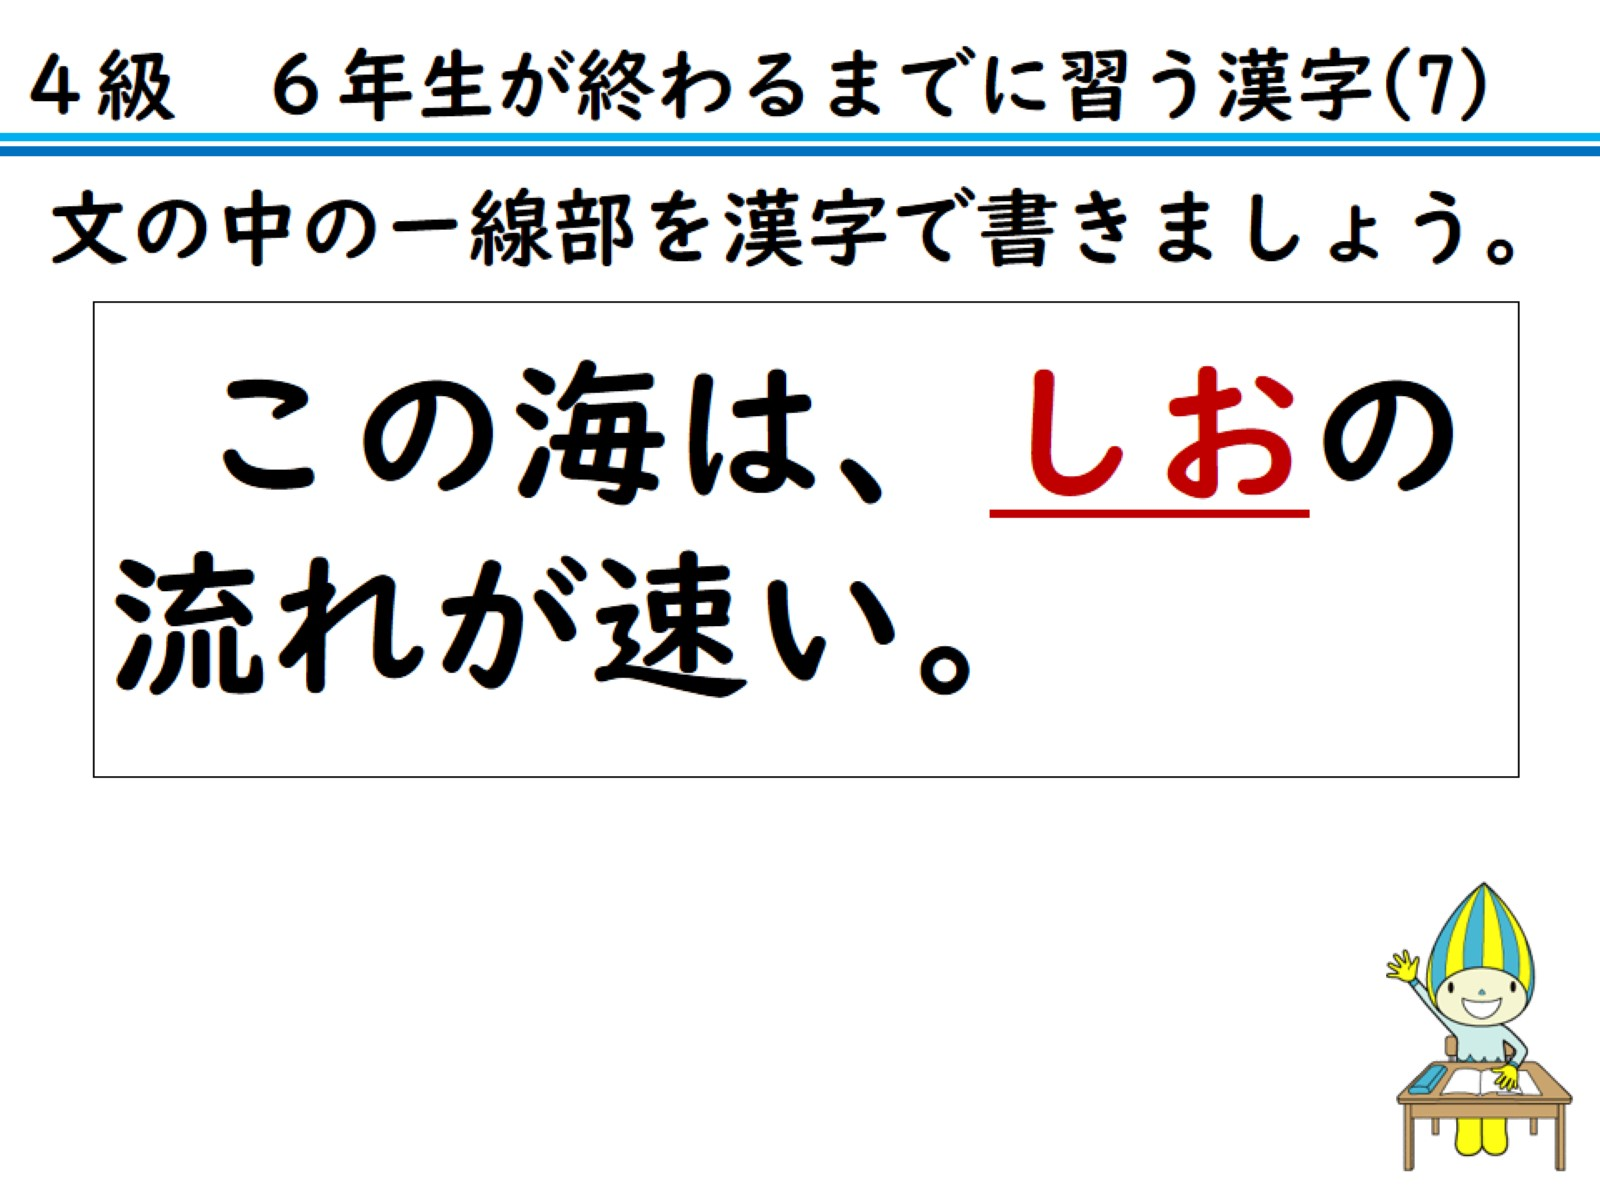 ４級　６年生が終わるまでに習う漢字(7)
文の中の―線部を漢字で書きましょう。
この海は、しおの
流れが速い。